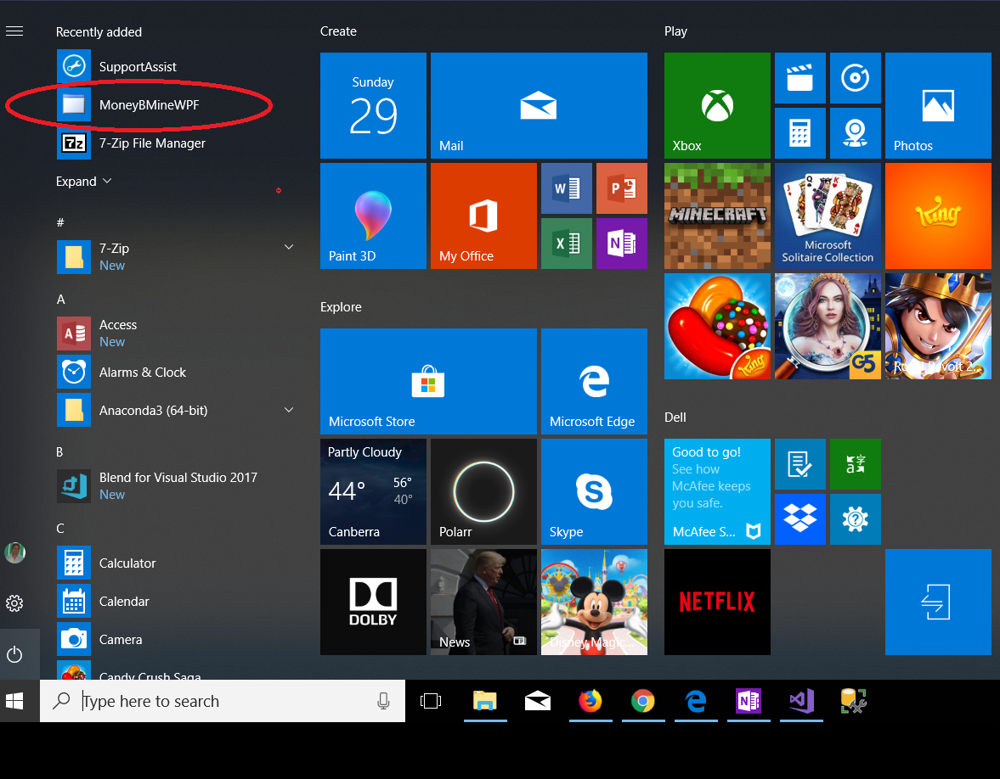 Recently added
SupportAssist
MoneyBMineWPF
7z
7-Zip File Manager
Expand
#
7-Zip
New
A
A
Access
New
Alarms & Clock
Anaconda3 (64-bit)
B
Blend for Visual Studio 2017
New
C
Calculator
Calendar
Camera
Candy Crush Saga
Create
Sunday
29
Mail
Paint 3D
My Office
W
P
X
N
Explore
Microsoft Store
Microsoft Edge
Partly Cloudy
44°
56°
40°
Canberra
Polarr
S
Skype
DOLBY
News
Disney Magic...
Play
Xbox
Photos
MINECRAFT
J
Q
K
Microsoft
Solitaire Collection
King
King
G5
Royal Revolt 2...
Dell
Good to go!
See how
McAfee keeps
you safe.
McAfee S...
a字
NETFLIX
Type here to search
N